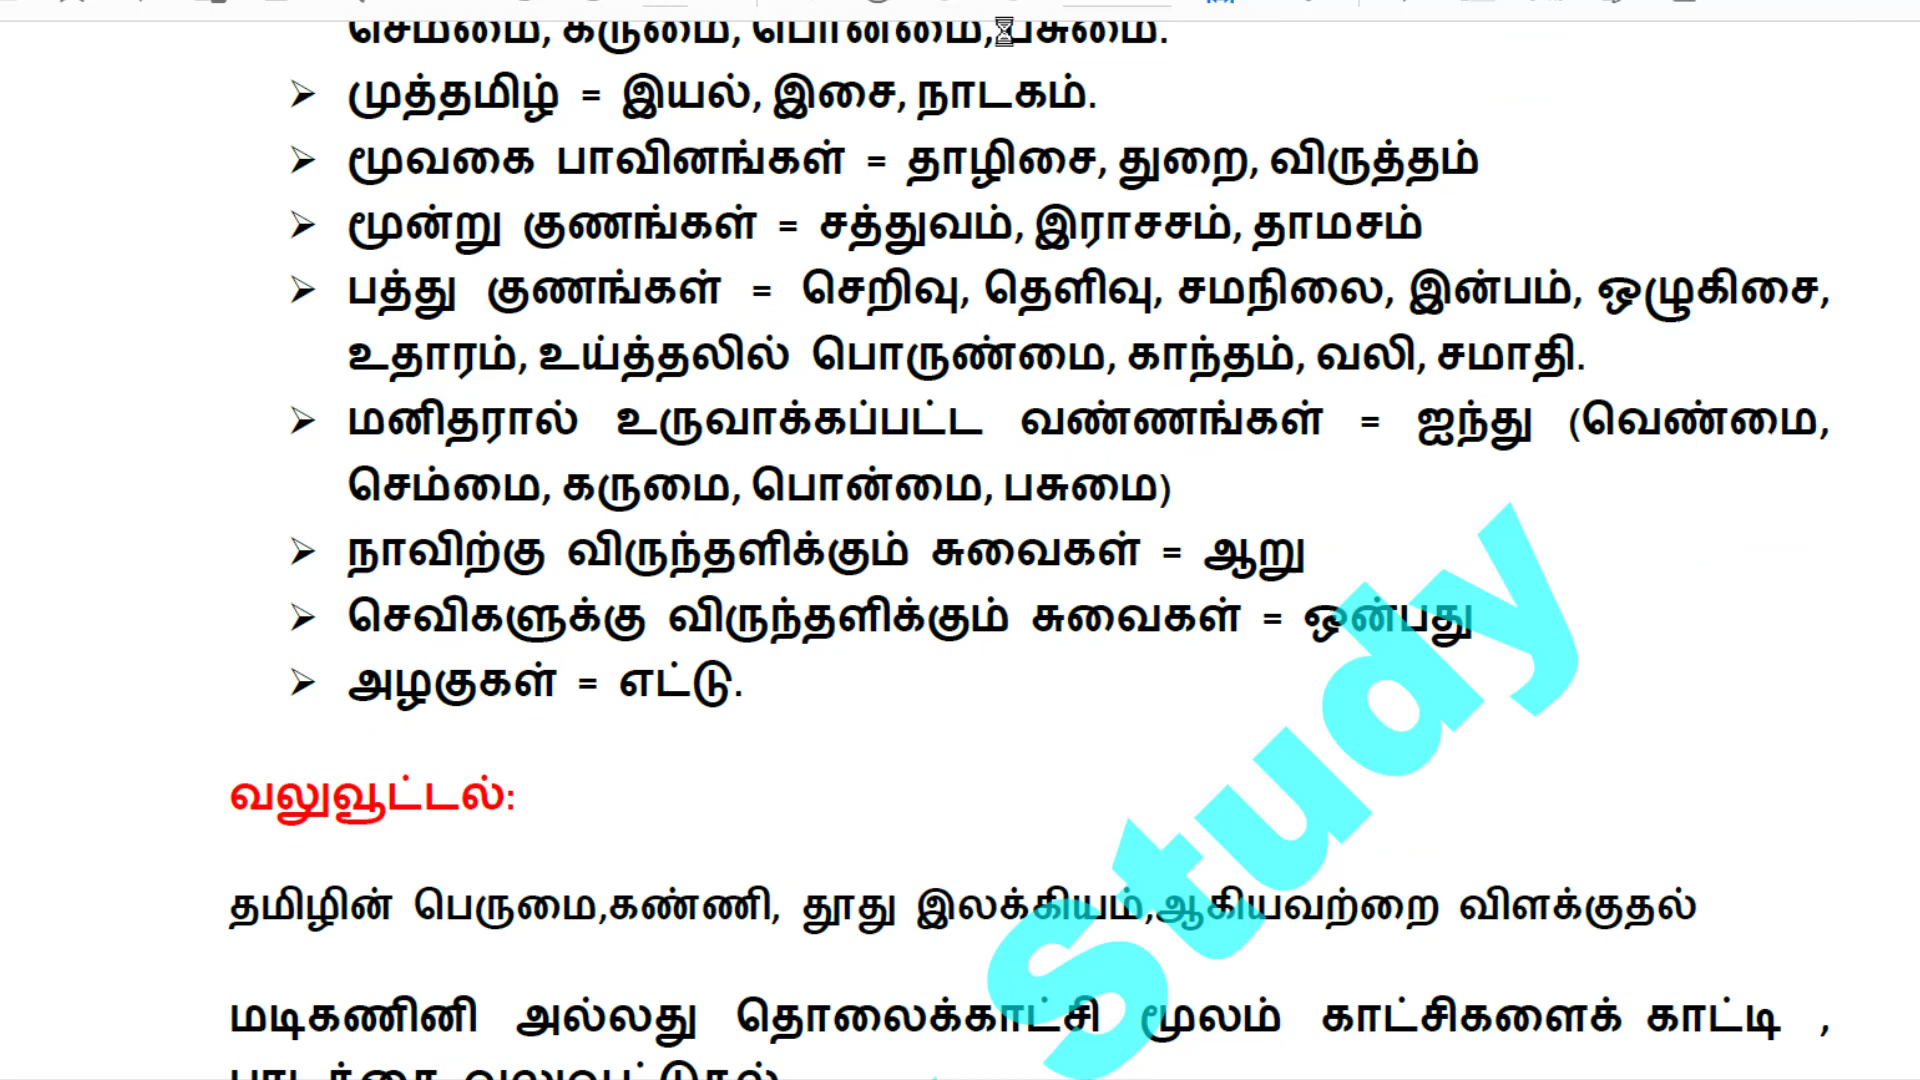 செம்மை, கருமை, பொன்மை, பசுமை.
➢ முத்தமிழ் = இயல், இசை, நாடகம்.
➢ மூவகை பாவினங்கள் = தாழிசை, துறை, விருத்தம்
➢ மூன்று குணங்கள் = சத்துவம், இராசசம், தாமசம்
➢ பத்து குணங்கள் = செறிவு, தெளிவு, சமநிலை, இன்பம், ஒழுகிசை,
உதாரம், உய்த்தலில் பொருண்மை, காந்தம், வலி, சமாதி.
➢ மனிதரால் உருவாக்கப்பட்ட வண்ணங்கள் = ஐந்து (வெண்மை,
செம்மை, கருமை, பொன்மை, பசுமை)
➢ நாவிற்கு விருந்தளிக்கும் சுவைகள் = ஆறு
➢ செவிகளுக்கு விருந்தளிக்கும் சுவைகள் = ஒன்பது
➢ அழகுகள் = எட்டு.
வலுவூட்டல்:
தமிழின் பெருமை,கண்ணி, தூது இலக்கியம்,ஆகியவற்றை விளக்குதல்
மடிகணினி அல்லது தொலைக்காட்சி மூலம் காட்சிகளைக் காட்டி ,
Study